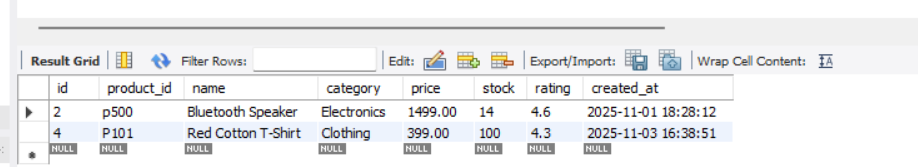 Result Grid Filter Rows: Edit: Export/Import: Wrap Cell Content: IA
id product_id name category price stock rating created_at
2 p500 Bluetooth Speaker Electronics 1499.00 14 4.6 2025-11-01 18:28:12
4 P101 Red Cotton T-Shirt Clothing 399.00 100 4.3 2025-11-03 16:38:51
NULL NULL NULL NULL NULL NULL NULL NULL